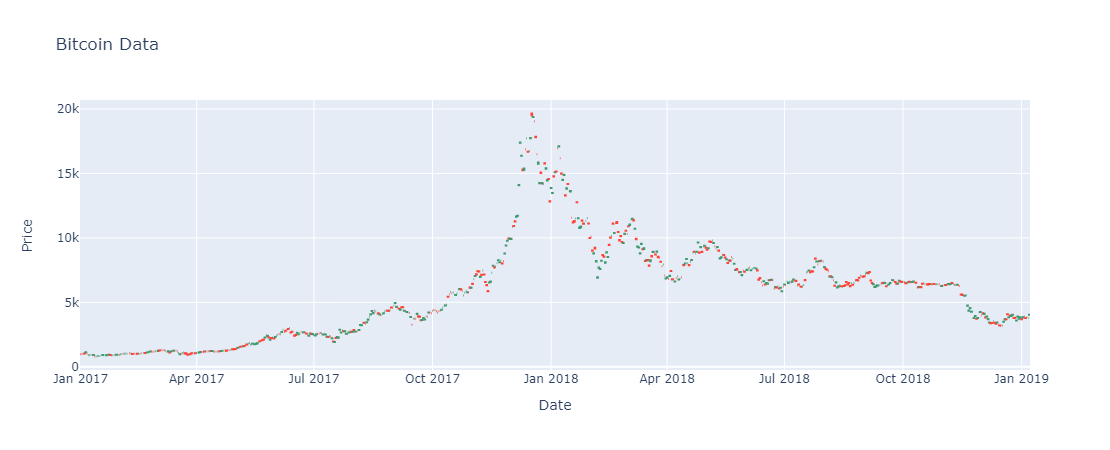 Bitcoin Data
20k
15k
10k
5k
0
Price
Jan 2017 Apr 2017 Jul 2017 Oct 2017 Jan 2018 Apr 2018 Jul 2018 Oct 2018 Jan 2019
Date